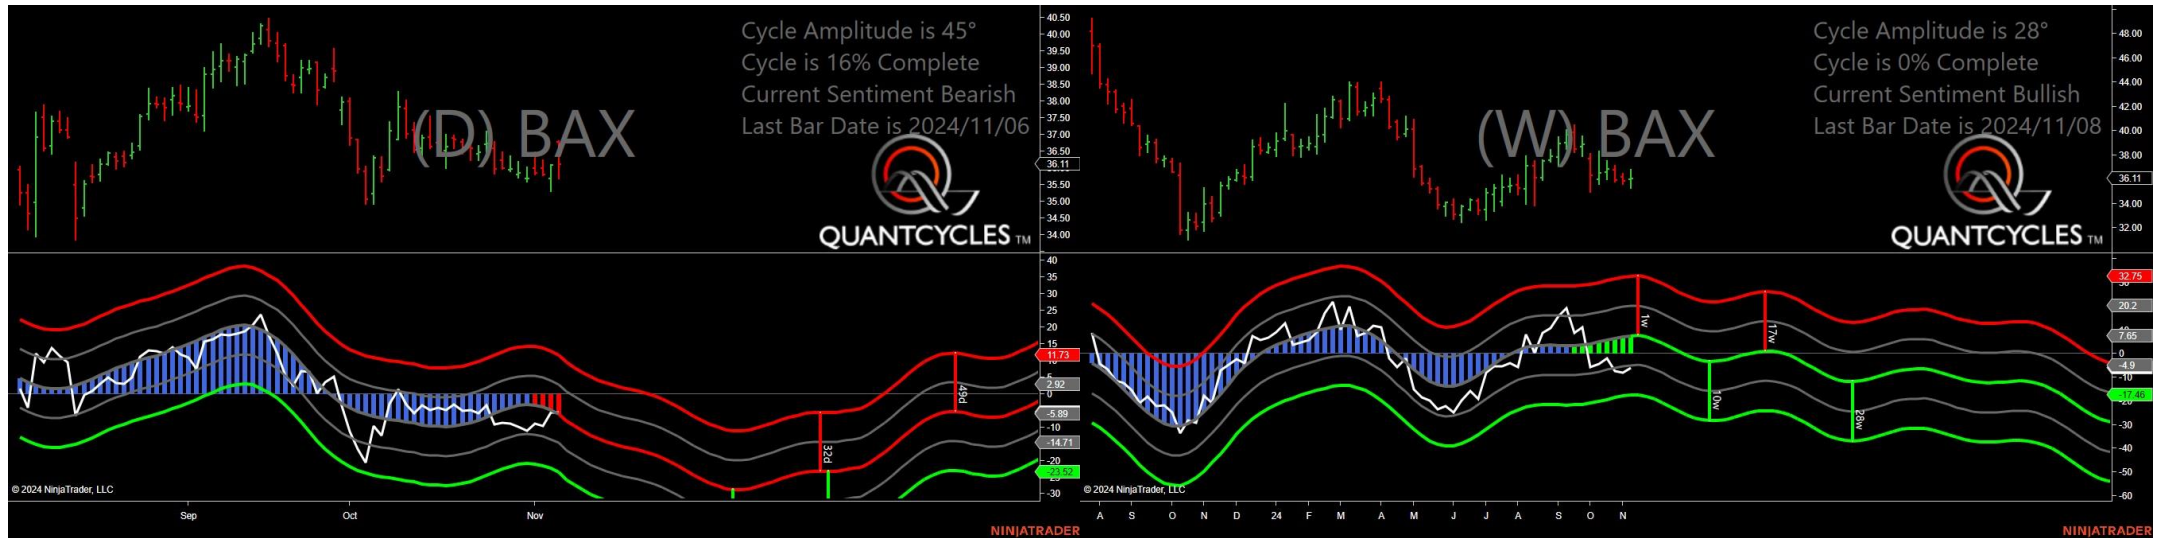 Cycle Amplitude is 45°
Cycle is 16% Complete
Current Sentiment Bearish
Last Bar Date is 2024/11/06
(D) BAX
QUANTCYCLES TM
40.50
40.00
39.50
39.00
38.50
38.00
37.50
37.00
36.50
36.11
35.50
35.00
34.50
34.00
40
35
30
25
20
15
11.73
2.92
0
-5.89
-10
-14.71
-20
-23.52
-30
49d
32d
© 2024 NinjaTrader, LLC
Sep
Oct
Nov
NINJATRADER
Cycle Amplitude is 28°
Cycle is 0% Complete
Current Sentiment Bullish
Last Bar Date is 2024/11/08
(W) BAX
QUANTCYCLES TM
48.00
46.00
44.00
42.00
40.00
38.00
36.11
34.00
32.00
32.75
20.2
7.65
0
-4.9
-10
-17.46
-30
-40
-50
-60
1w
17w
10w
28w
© 2024 NinjaTrader, LLC
A S O N D 24 F M A M J J A S O N
NINJATRADER